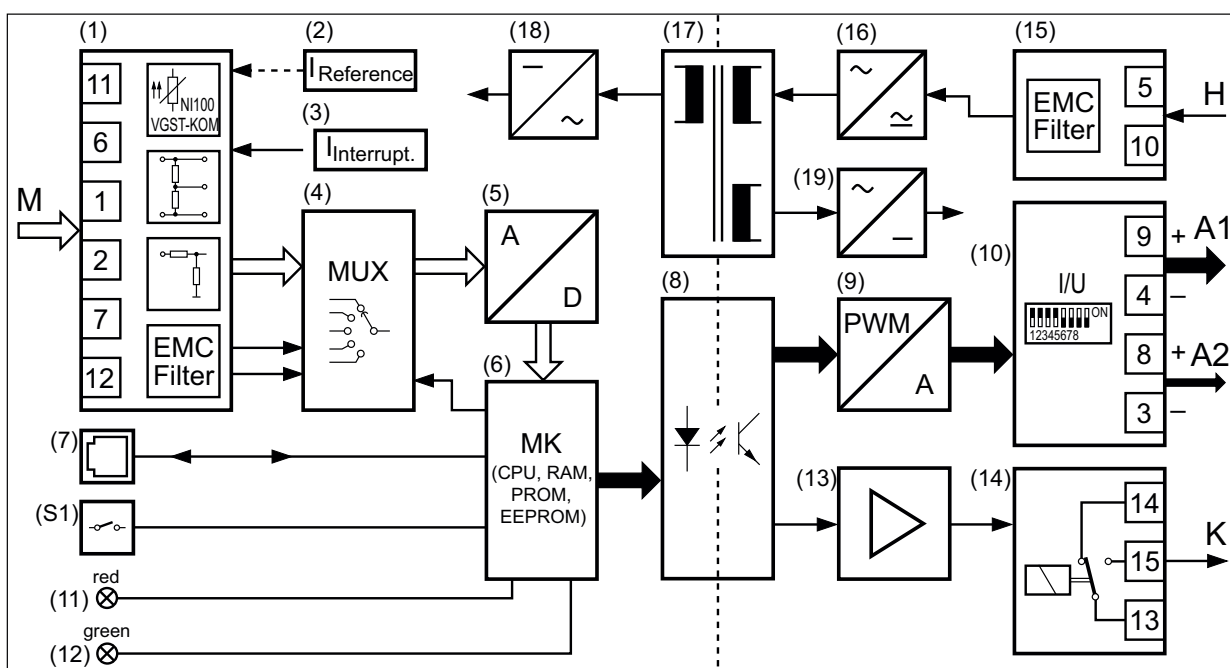 (1)
(2)
(18)
(17)
(16)
(15)
11
6
1
2
7
12
NI100
VGST-KOM
EMC
Filter
M
I Reference
(3)
I Interrupt.
(4)
MUX
(5)
A
D
(6)
MK
(CPU, RAM,
PROM,
EEPROM)
(7)
(S1)
red
(11)
green
(12)
– ~
~ ≃
EMC
Filter
5
10
H
(19)
~ –
(8)
(9)
PWM
A
(10)
I/U
ON
12345678
9
4
8
3
+ A1
–
+ A2
–
(13)
(14)
14
15
13
K